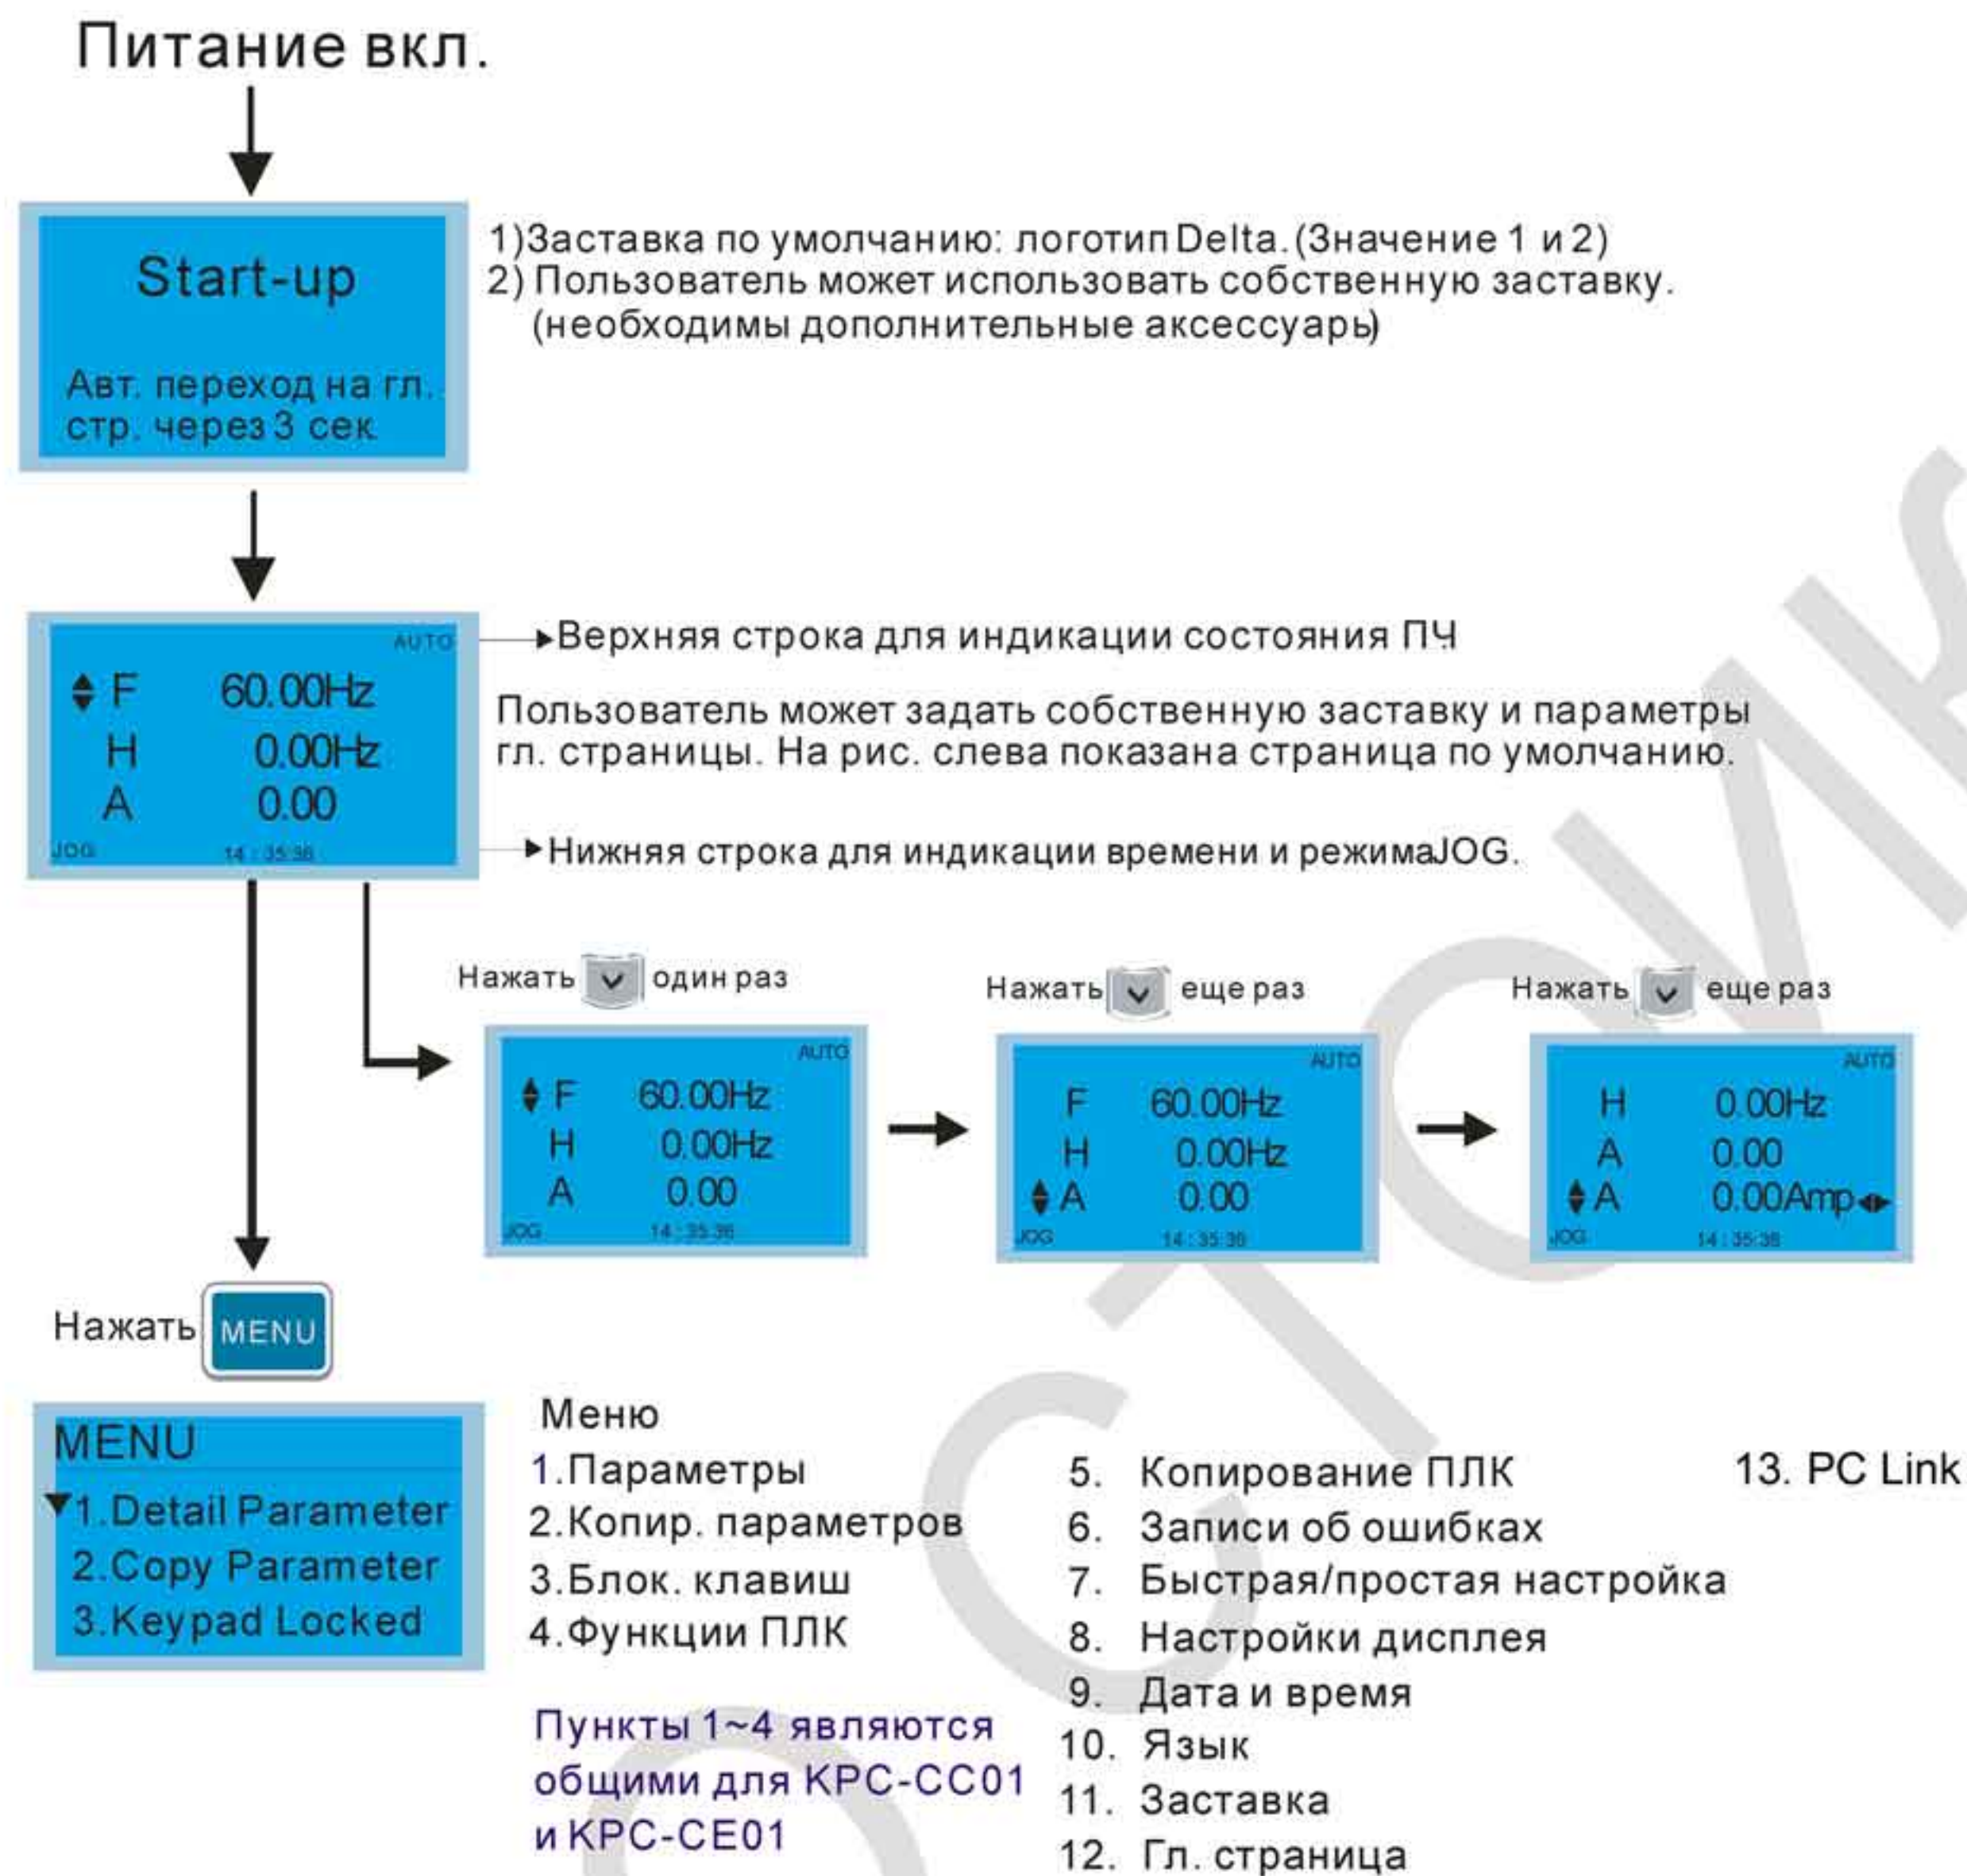 Питание вкл.
Start-up
Авт. переход на гл.
стр. через 3 сек
1)Заставка по умолчанию: логотип Delta. (Значение 1 и 2)
2) Пользователь может использовать собственную заставку.
(необходимы дополнительные аксессуары)
AUTO
F 60.00Hz
H 0.00Hz
A 0.00
JOG 14 : 35:36
Верхняя строка для индикации состояния ПЧ
Пользователь может задать собственную заставку и параметры
гл. страницы. На рис. слева показана страница по умолчанию.
Нижняя строка для индикации времени и режима JOG.
Нажать один раз
AUTO
F 60.00Hz
H 0.00Hz
A 0.00
JOG 14 : 35:36
Нажать еще раз
AUTO
F 60.00Hz
H 0.00Hz
A 0.00
JOG 14 : 35:36
Нажать еще раз
AUTO
H 0.00Hz
A 0.00
A 0.00Amp
JOG 14 : 35:36
Нажать MENU
MENU
1.Detail Parameter
2.Copy Parameter
3.Keypad Locked
Меню
1.Параметры
2.Копир. параметров
3.Блок. клавиш
4.Функции ПЛК
Пункты 1~4 являются
общими для KPC-CC01
и KPC-CE01
5. Копирование ПЛК
6. Записи об ошибках
7. Быстрая/простая настройка
8. Настройки дисплея
9. Дата и время
10. Язык
11. Заставка
12. Гл. страница
13. PC Link